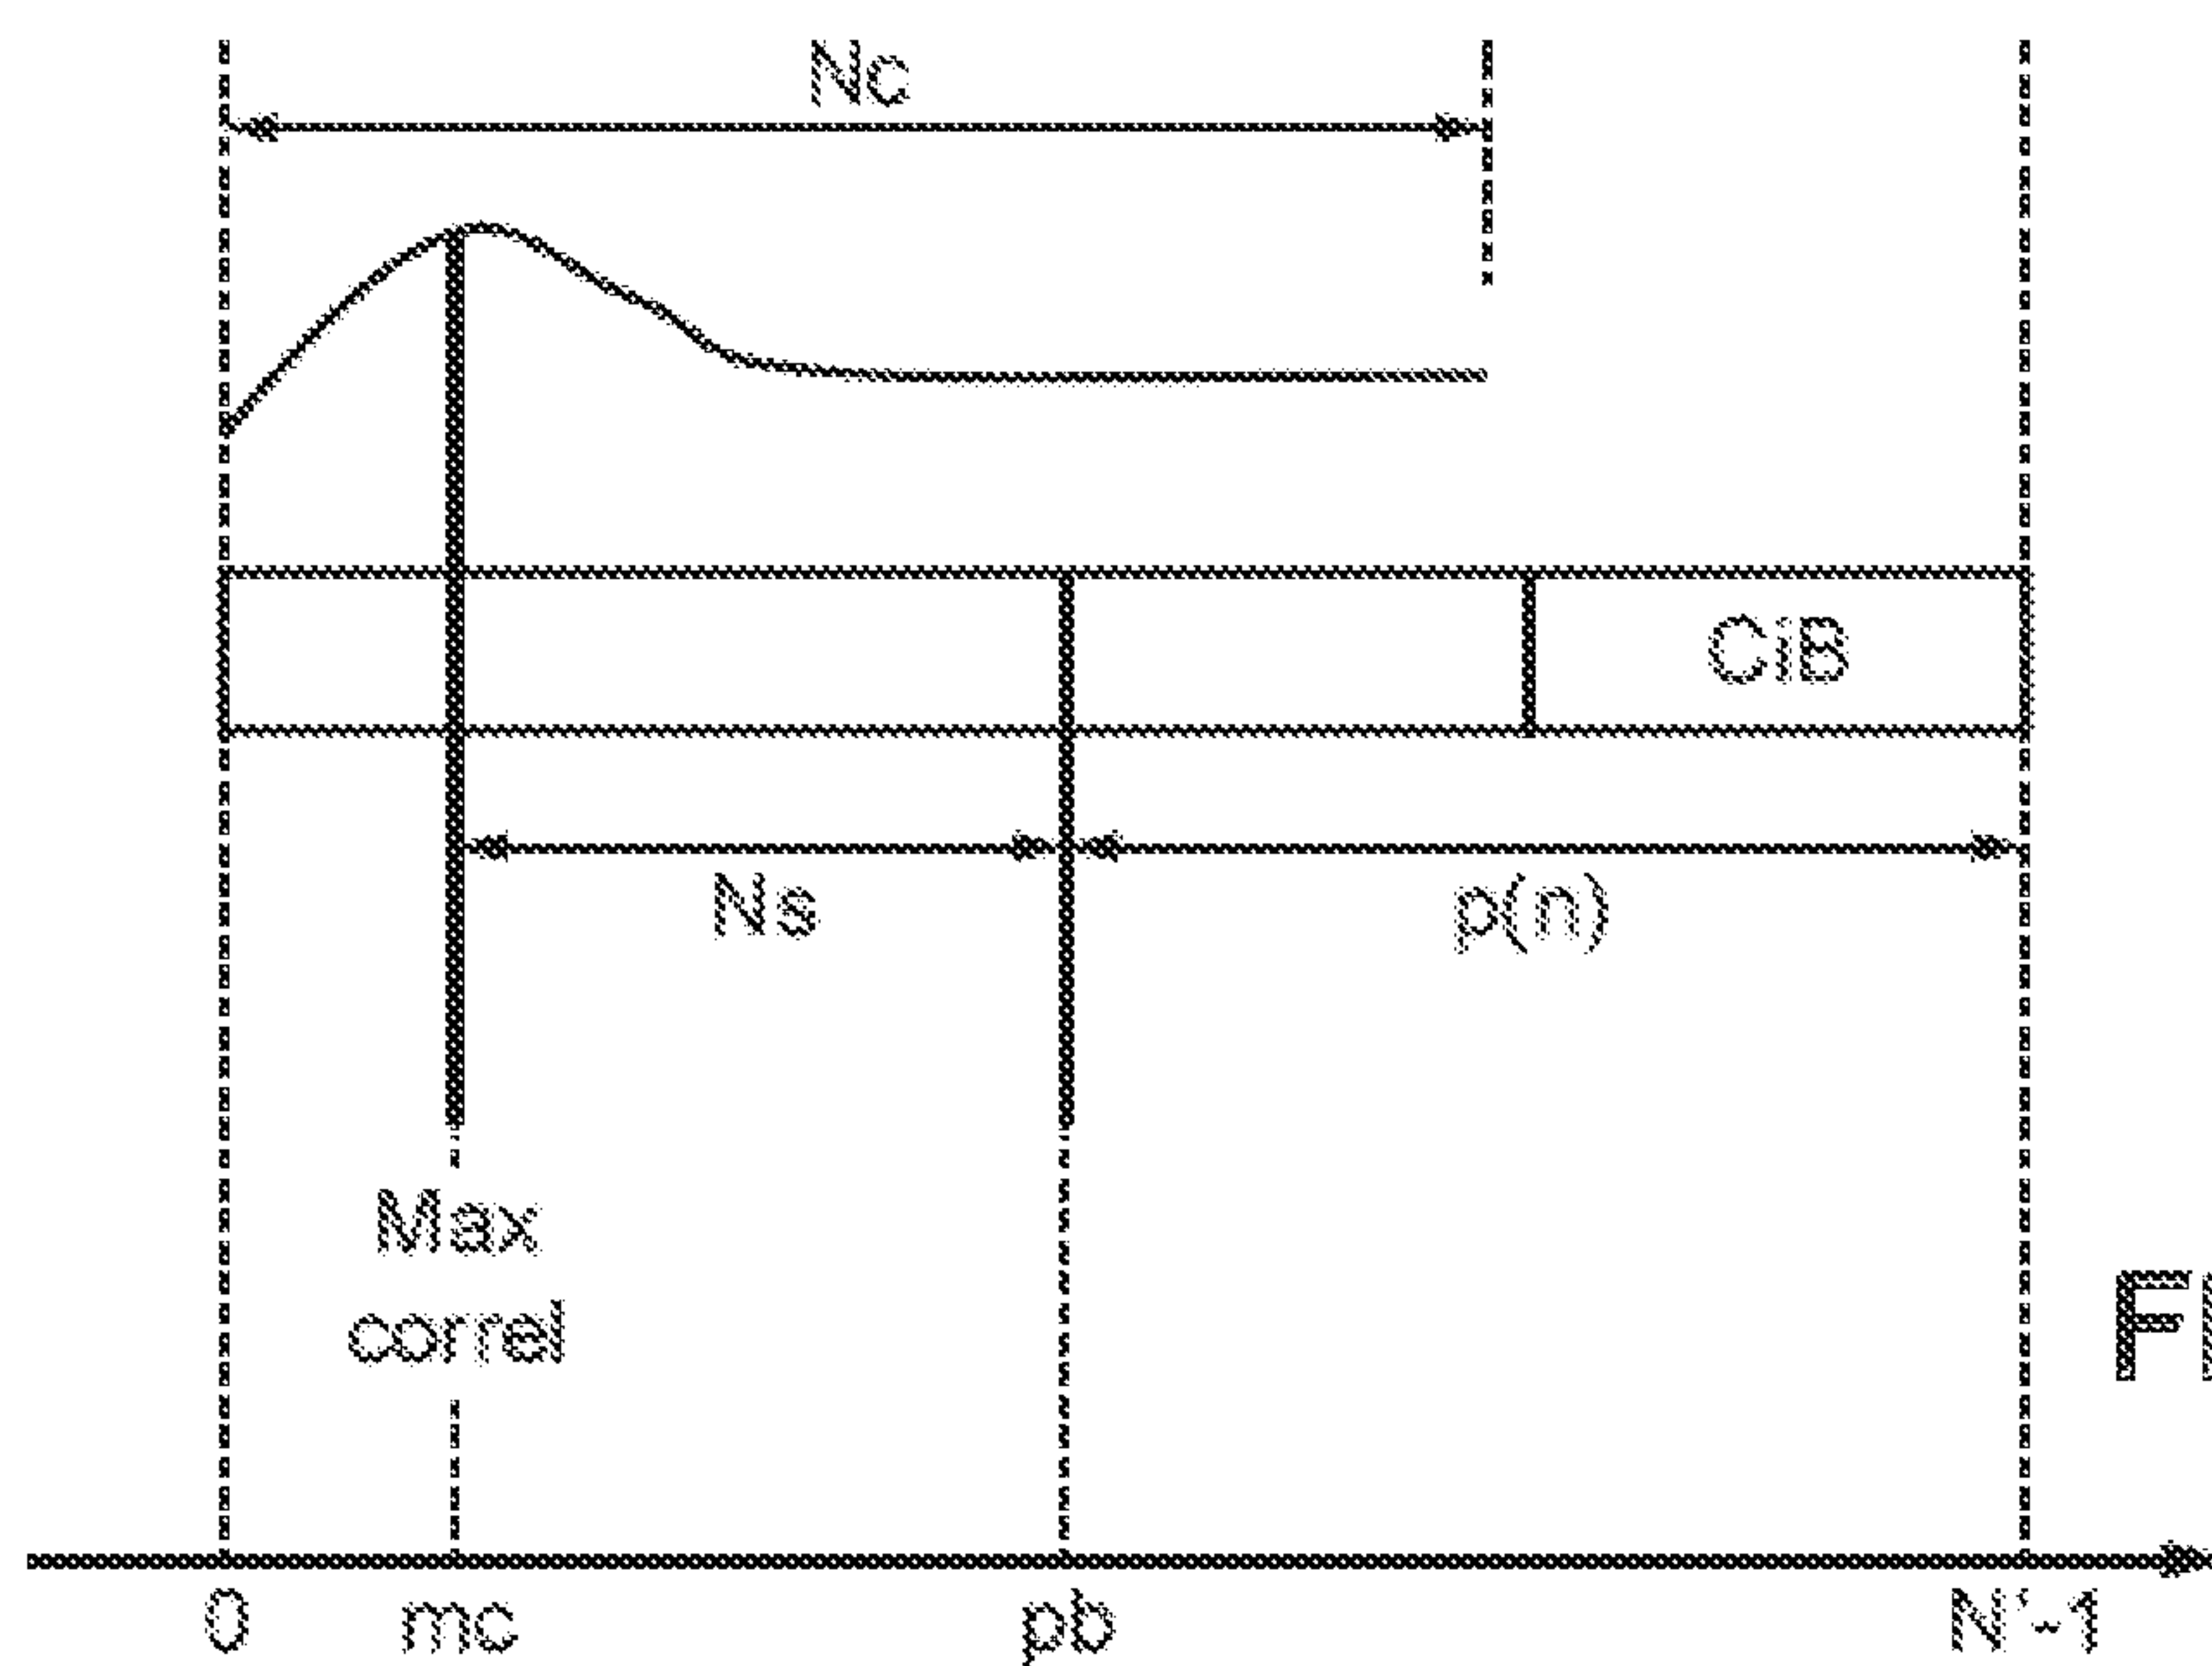 Nc
CiB
Ns p(n)
Max
correl
0 mc pb N'-1